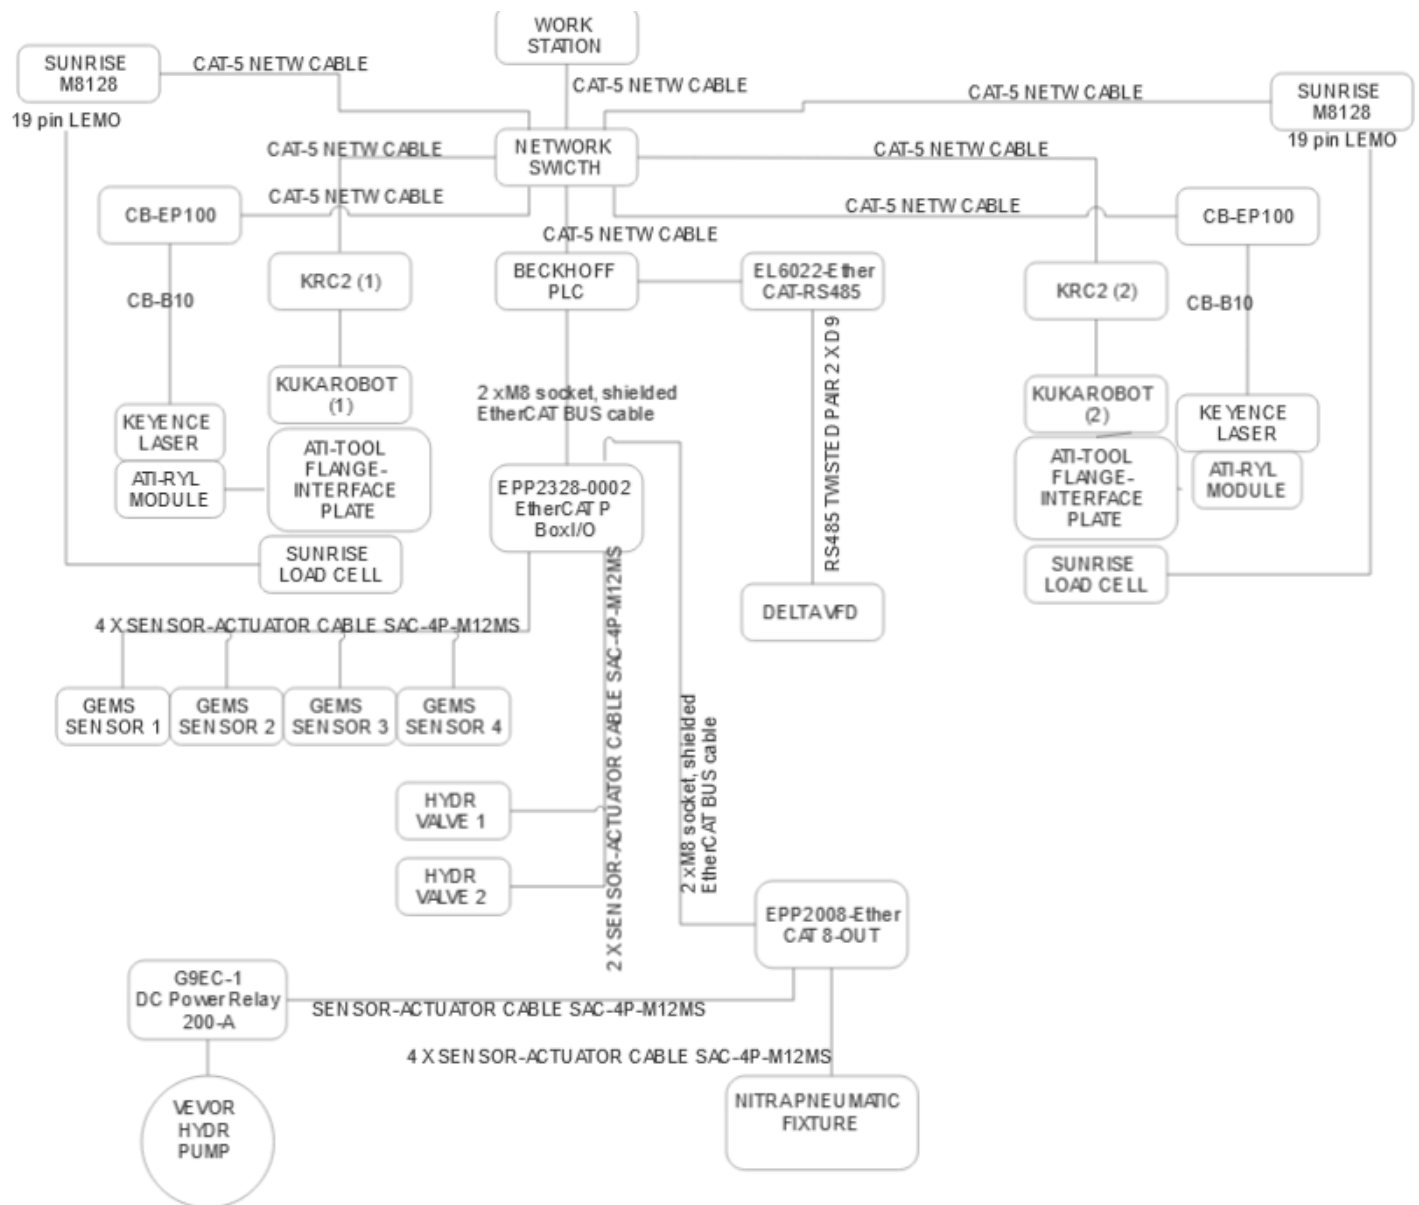 WORK
STATION
SUNRISE
M8128
CAT-5 NETW CABLE
CAT-5 NETW CABLE
CAT-5 NETW CABLE
SUNRISE
M8128
19 pin LEMO
19 pin LEMO
CAT-5 NETW CABLE
NETWORK
SWICTH
CAT-5 NETW CABLE
CB-EP100
CAT-5 NETW CABLE
CAT-5 NETW CABLE
CB-EP100
CAT-5 NETW CABLE
KRC2 (1)
BECKHOFF
PLC
EL6022-Ether
CAT-RS485
KRC2 (2)
CB-B10
CB-B10
RS485 TWISTED PAIR 2 X D9
KUKAROBOT
(1)
2 xM8 socket, shielded
EtherCAT BUS cable
KUKAROBOT
(2)
KEYENCE
LASER
KEYENCE
LASER
ATI-RYL
MODULE
ATI-TOOL
FLANGE-
INTERFACE
PLATE
ATI-TOOL
FLANGE-
INTERFACE
PLATE
ATI-RYL
MODULE
EPP2328-0002
EtherCATP
BoxI/O
SUNRISE
LOAD CELL
SUNRISE
LOAD CELL
DELTAVFD
4 X SENSOR-ACTUATOR CABLE SAC-4P-M12MS
2 X SENSOR-ACTUATOR CABLE SAC-4P-M12MS
GEMS
SENSOR 1
GEMS
SENSOR 2
GEMS
SENSOR 3
GEMS
SENSOR 4
2 xM8 socket, shielded
EtherCAT BUS cable
HYDR
VALVE 1
HYDR
VALVE 2
EPP2008-Ether
CAT 8-OUT
G9EC-1
DC PowerRelay
200-A
SENSOR-ACTUATOR CABLE SAC-4P-M12MS
4 X SENSOR-ACTUATOR CABLE SAC-4P-M12MS
VEVOR
HYDR
PUMP
NITRAPNEUMATIC
FIXTURE